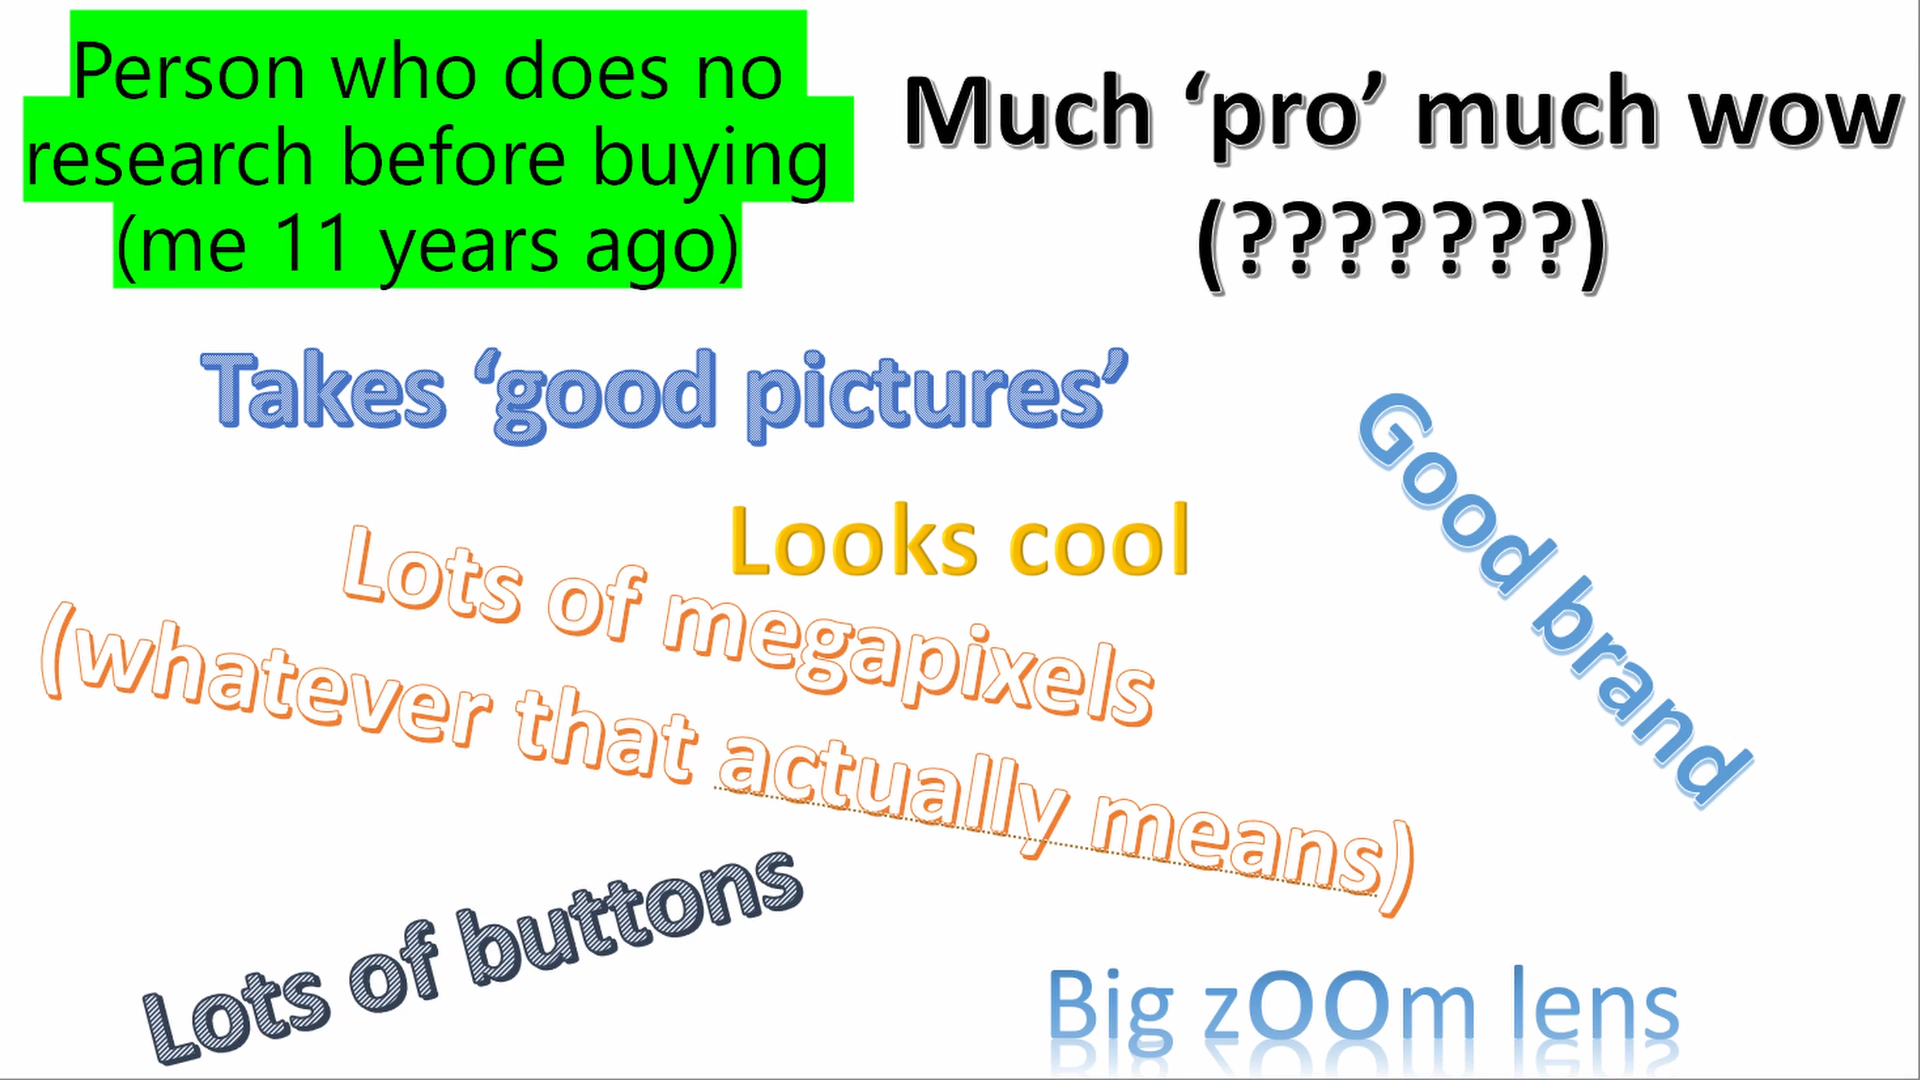 Person who does no
research before buying
(me 11 years ago)
Much ‘pro’ much wow
(???????)
Takes ‘good pictures’
Good brand
Looks cool
Lots of megapixels
(whatever that actually means)
Lots of buttons
Big zOOm lens